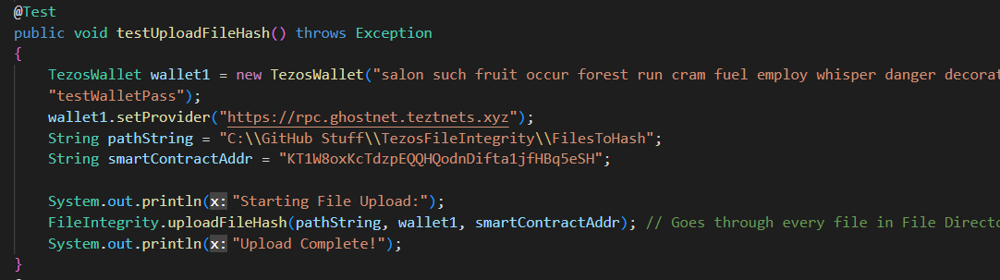 @Test
public void testUploadFileHash() throws Exception
{
TezosWallet wallet1 = new TezosWallet("salon such fruit occur forest run cram fuel employ whisper danger decorat
"testWalletPass");
wallet1.setProvider("https://rpc.ghostnet.teztnets.xyz");
String pathString = "C:\\GitHub Stuff\\TezosFileIntegrity\\FilesToHash";
String smartContractAddr = "KT1W8oxKcTdzpEQQHQodnDifta1jfHBq5eSH";
System.out.println(x: "Starting File Upload:");
FileIntegrity.uploadFileHash(pathString, wallet1, smartContractAddr); // Goes through every file in File Directo
System.out.println(x: "Upload Complete!");
}